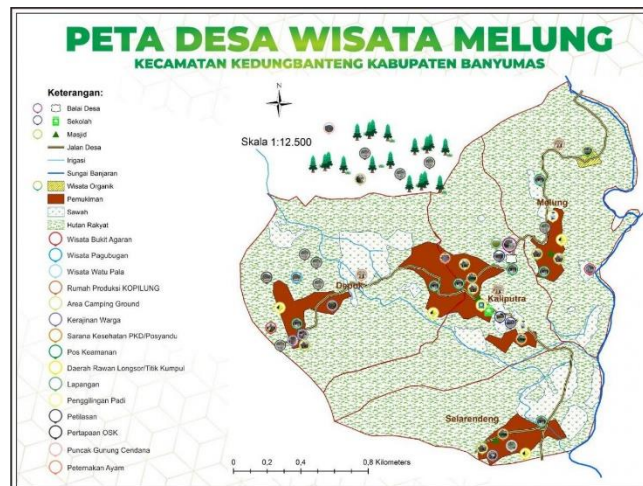 PETA DESA WISATA MELUNG
KECAMATAN KEDUNGBANTENG KABUPATEN BANYUMAS
Keterangan:
Balai Desa
Sekolah
Masjid
Jalan Desa
Irigasi
Sungai Banjaran
Wisata Organik
Pemukiman
Sawah
Hutan Rakyat
Wisata Bukit Agaran
Wisata Pagubugan
Wisata Watu Pala
Rumah Produksi KOPILUNG
Area Camping Ground
Kerajinan Warga
Sarana Kesehatan PKD/Posyandu
Pos Keamanan
Daerah Rawan Longsor/Titik Kumpul
Lapangan
Penggilingan Padi
Petilasan
Pertapaan OSK
Puncak Gunung Cendana
Peternakan Ayam
N
Skala 1:12.500
Melung
Depok
Kaliputra
Selarendeng
0 0,2 0,4 0,8 Kilometers